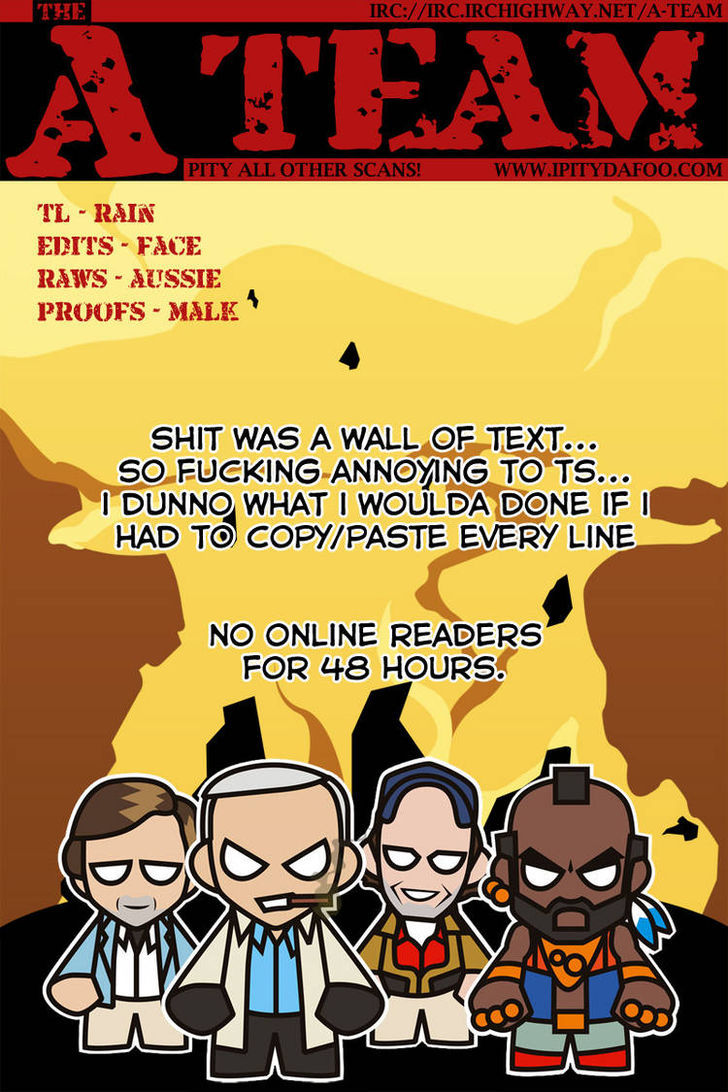 THE
IRC://IRC.IRCHIGHWAY.NET/A-TEAM
A TEAM
PITY ALL OTHER SCANS!
WWW.IPITYDAFOO.COM
TL - RAIN
EDITS - FACE
RAWS - AUSSIE
PROOFS - MALK
SHIT WAS A WALL OF TEXT...
SO FUCKING ANNOYING TO TS...
I DUNNO WHAT I WOULDA DONE IF I
HAD TO COPY/PASTE EVERY LINE
NO ONLINE READERS
FOR 48 HOURS.